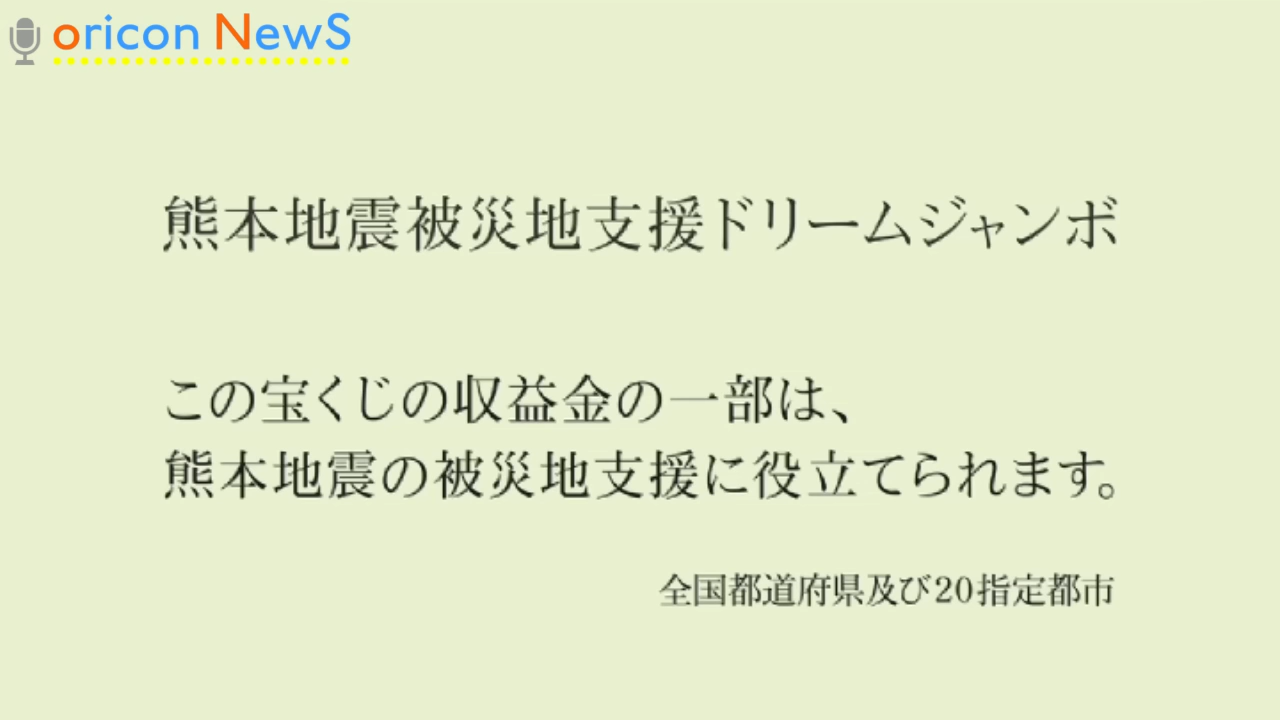 oricon NewS
熊本地震被災地支援ドリームジャンボ
この宝くじの収益金の一部は、
熊本地震の被災地支援に役立てられます。
全国都道府県及び20指定都市